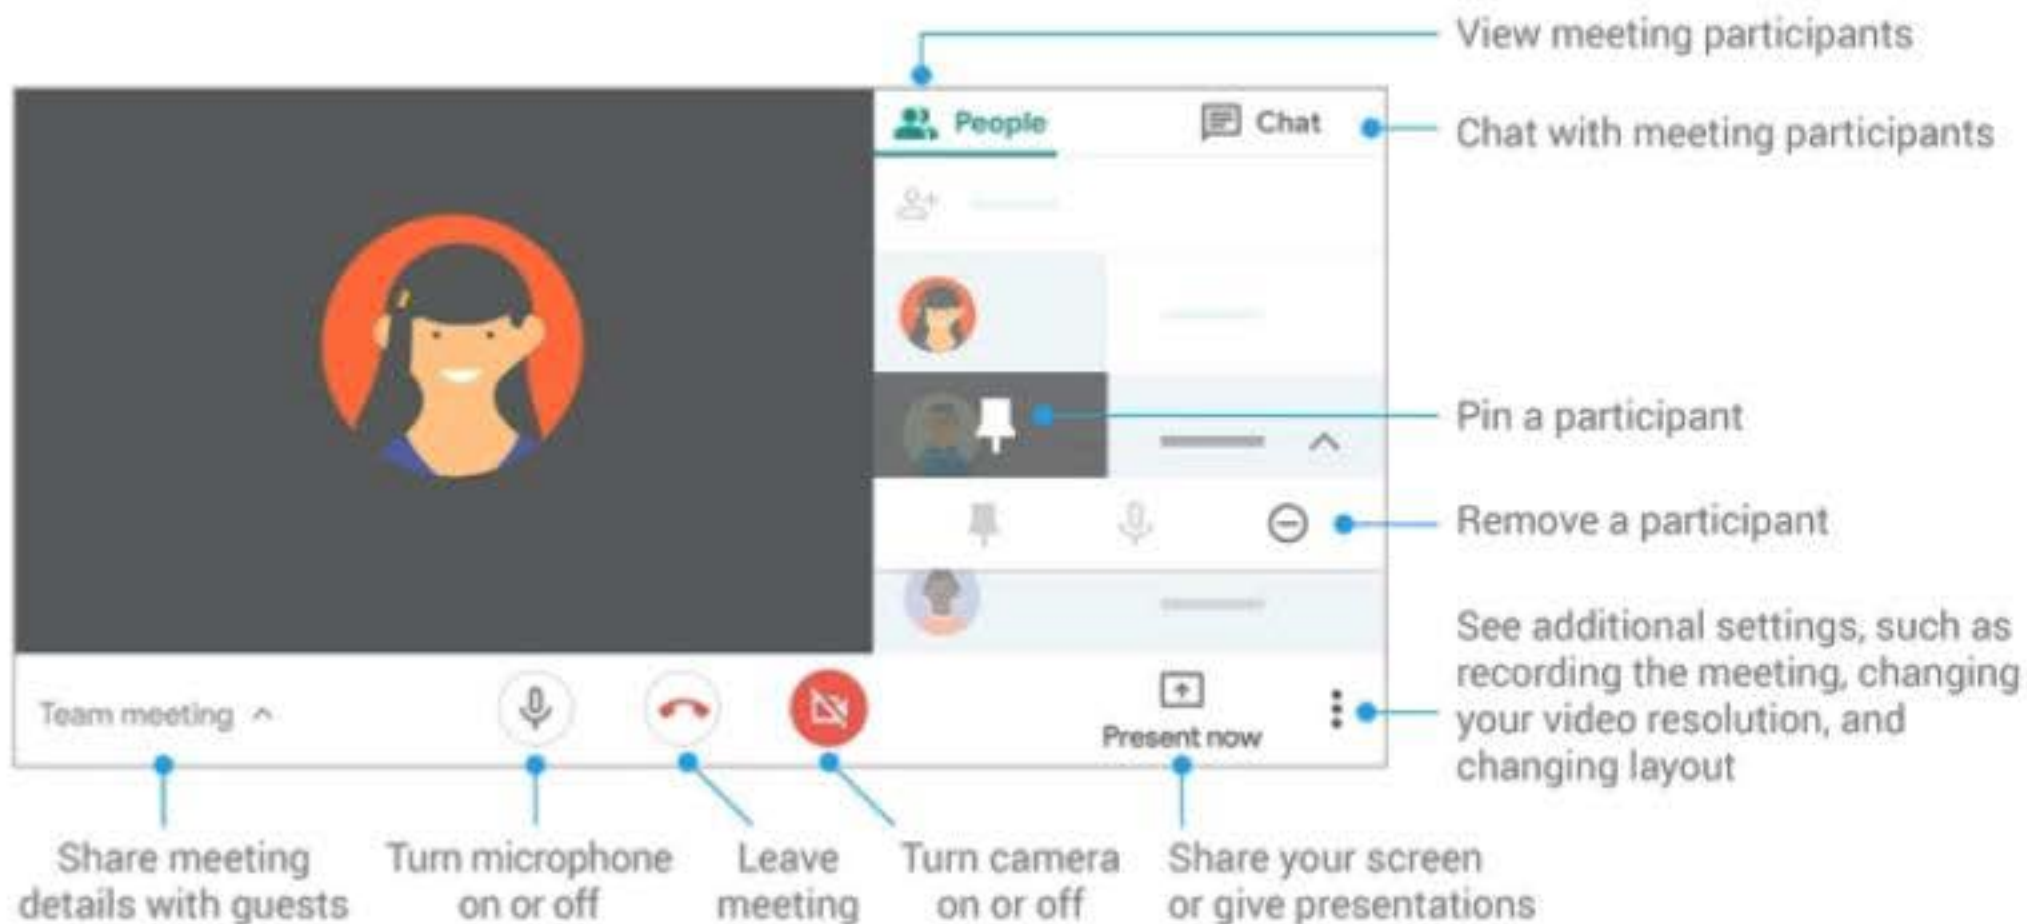 View meeting participants
People
Chat
Chat with meeting participants
Pin a participant
Remove a participant
See additional settings, such as
recording the meeting, changing
your video resolution, and
changing layout
Team meeting
Present now
Share meeting
details with guests
Turn microphone
on or off
Leave
meeting
Turn camera
on or off
Share your screen
or give presentations